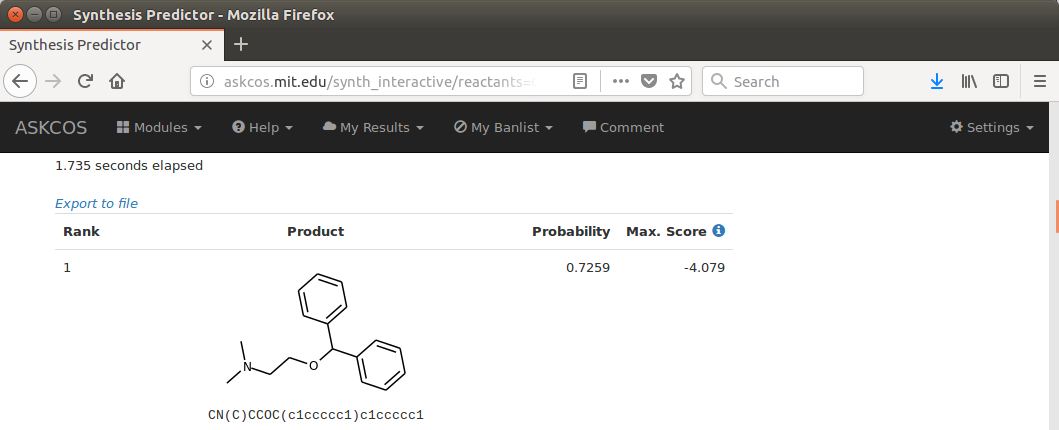 Synthesis Predictor - Mozilla Firefox
Synthesis Predictor
askcos.mit.edu/synth_interactive/reactants=
Search
ASKCOS Modules Help My Results My Banlist Comment Settings
1.735 seconds elapsed
Export to file
Rank Product Probability Max. Score
1 0.7259 -4.079
N
O
CN(C)CCOC(c1ccccc1)c1ccccc1